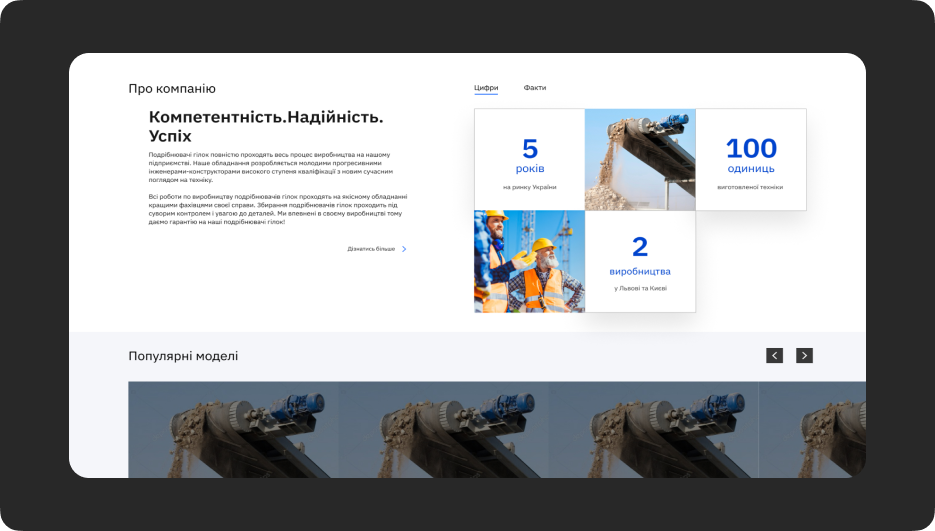 Про компанію
Компетентність.Надійність.
Успіх
Подрібнювачі гілок повністю проходять весь процес виробництва на нашому
підприємстві. Наше обладнання розробляється молодими прогресивними
інженерами-конструкторами високого ступеня кваліфікації з новим сучасним
поглядом на техніку.
Всі роботи по виробництву подрібнювачів гілок проходять на якісному обладнанні
кращими фахівцями своєї справи. Збирання подрібнювачів гілок проходить під
суворим контролем і увагою до деталей. Ми впевнені в своєму виробництві тому
даємо гарантію на наші подрібнювачі гілок!
Дізнатись більше
Цифри Факти
5
років
на ринку України
100
одиниць
виготовленої техніки
2
виробництва
у Львові та Києві
Популярні моделі